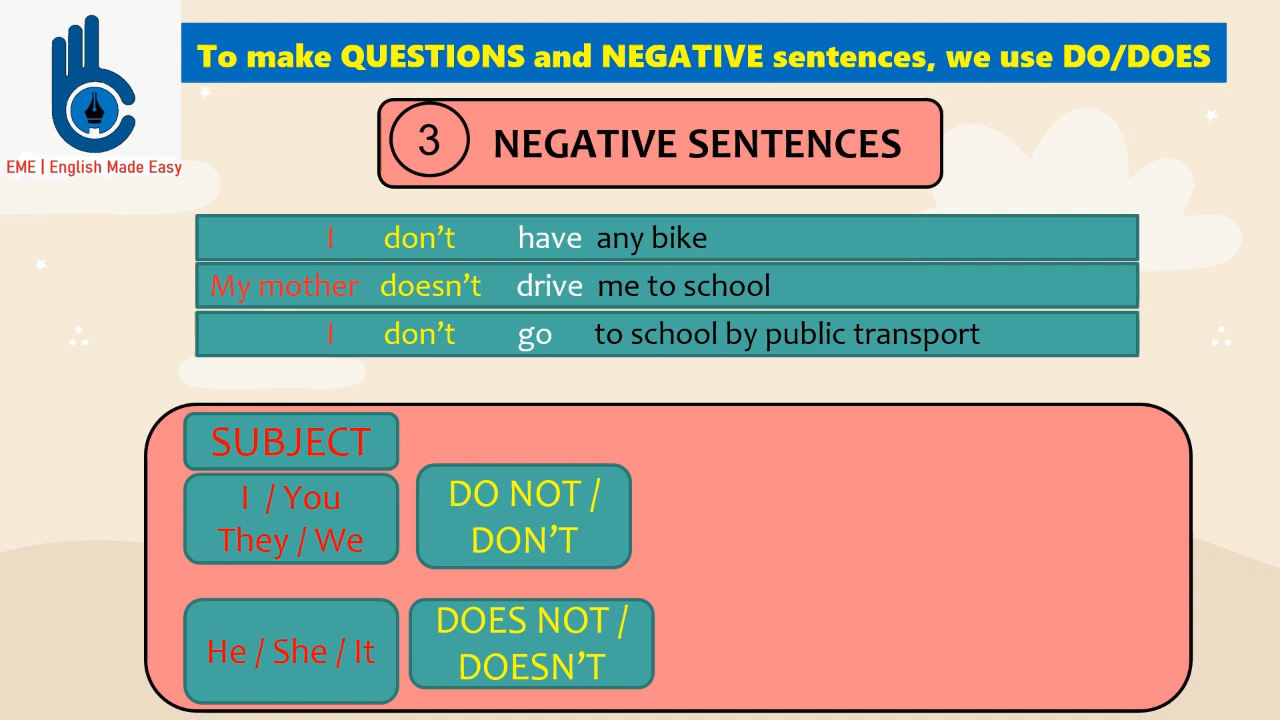 To make QUESTIONS and NEGATIVE sentences, we use DO/DOES
EME | English Made Easy
3 NEGATIVE SENTENCES
I don’t have any bike
My mother doesn’t drive me to school
I don’t go to school by public transport
SUBJECT
I / You
They / We
DO NOT /
DON’T
He / She / It
DOES NOT /
DOESN’T